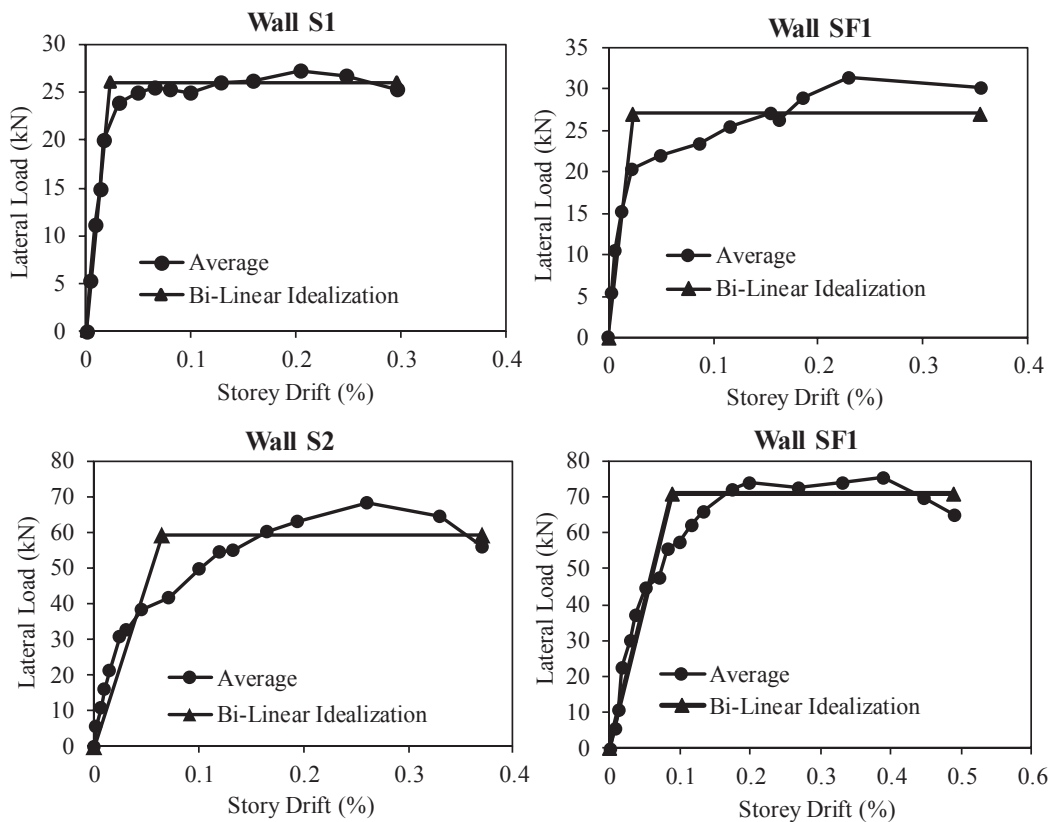 Wall S1
30
25
20
15
10
5
0
Lateral Load (kN)
Average
Bi-Linear Idealization
0 0.1 0.2 0.3 0.4
Storey Drift (%)
Wall SF1
35
30
25
20
15
10
5
0
Lateral Load (kN)
Average
Bi-Linear Idealization
0 0.1 0.2 0.3 0.4
Storey Drift (%)
Wall S2
80
70
60
50
40
30
20
10
0
Lateral Load (kN)
Average
Bi-Linear Idealization
0 0.1 0.2 0.3 0.4
Story Drift (%)
Wall SF1
80
70
60
50
40
30
20
10
0
Lateral Load (kN)
Average
Bi-Linear Idealization
0 0.1 0.2 0.3 0.4 0.5 0.6
Storey Drift (%)